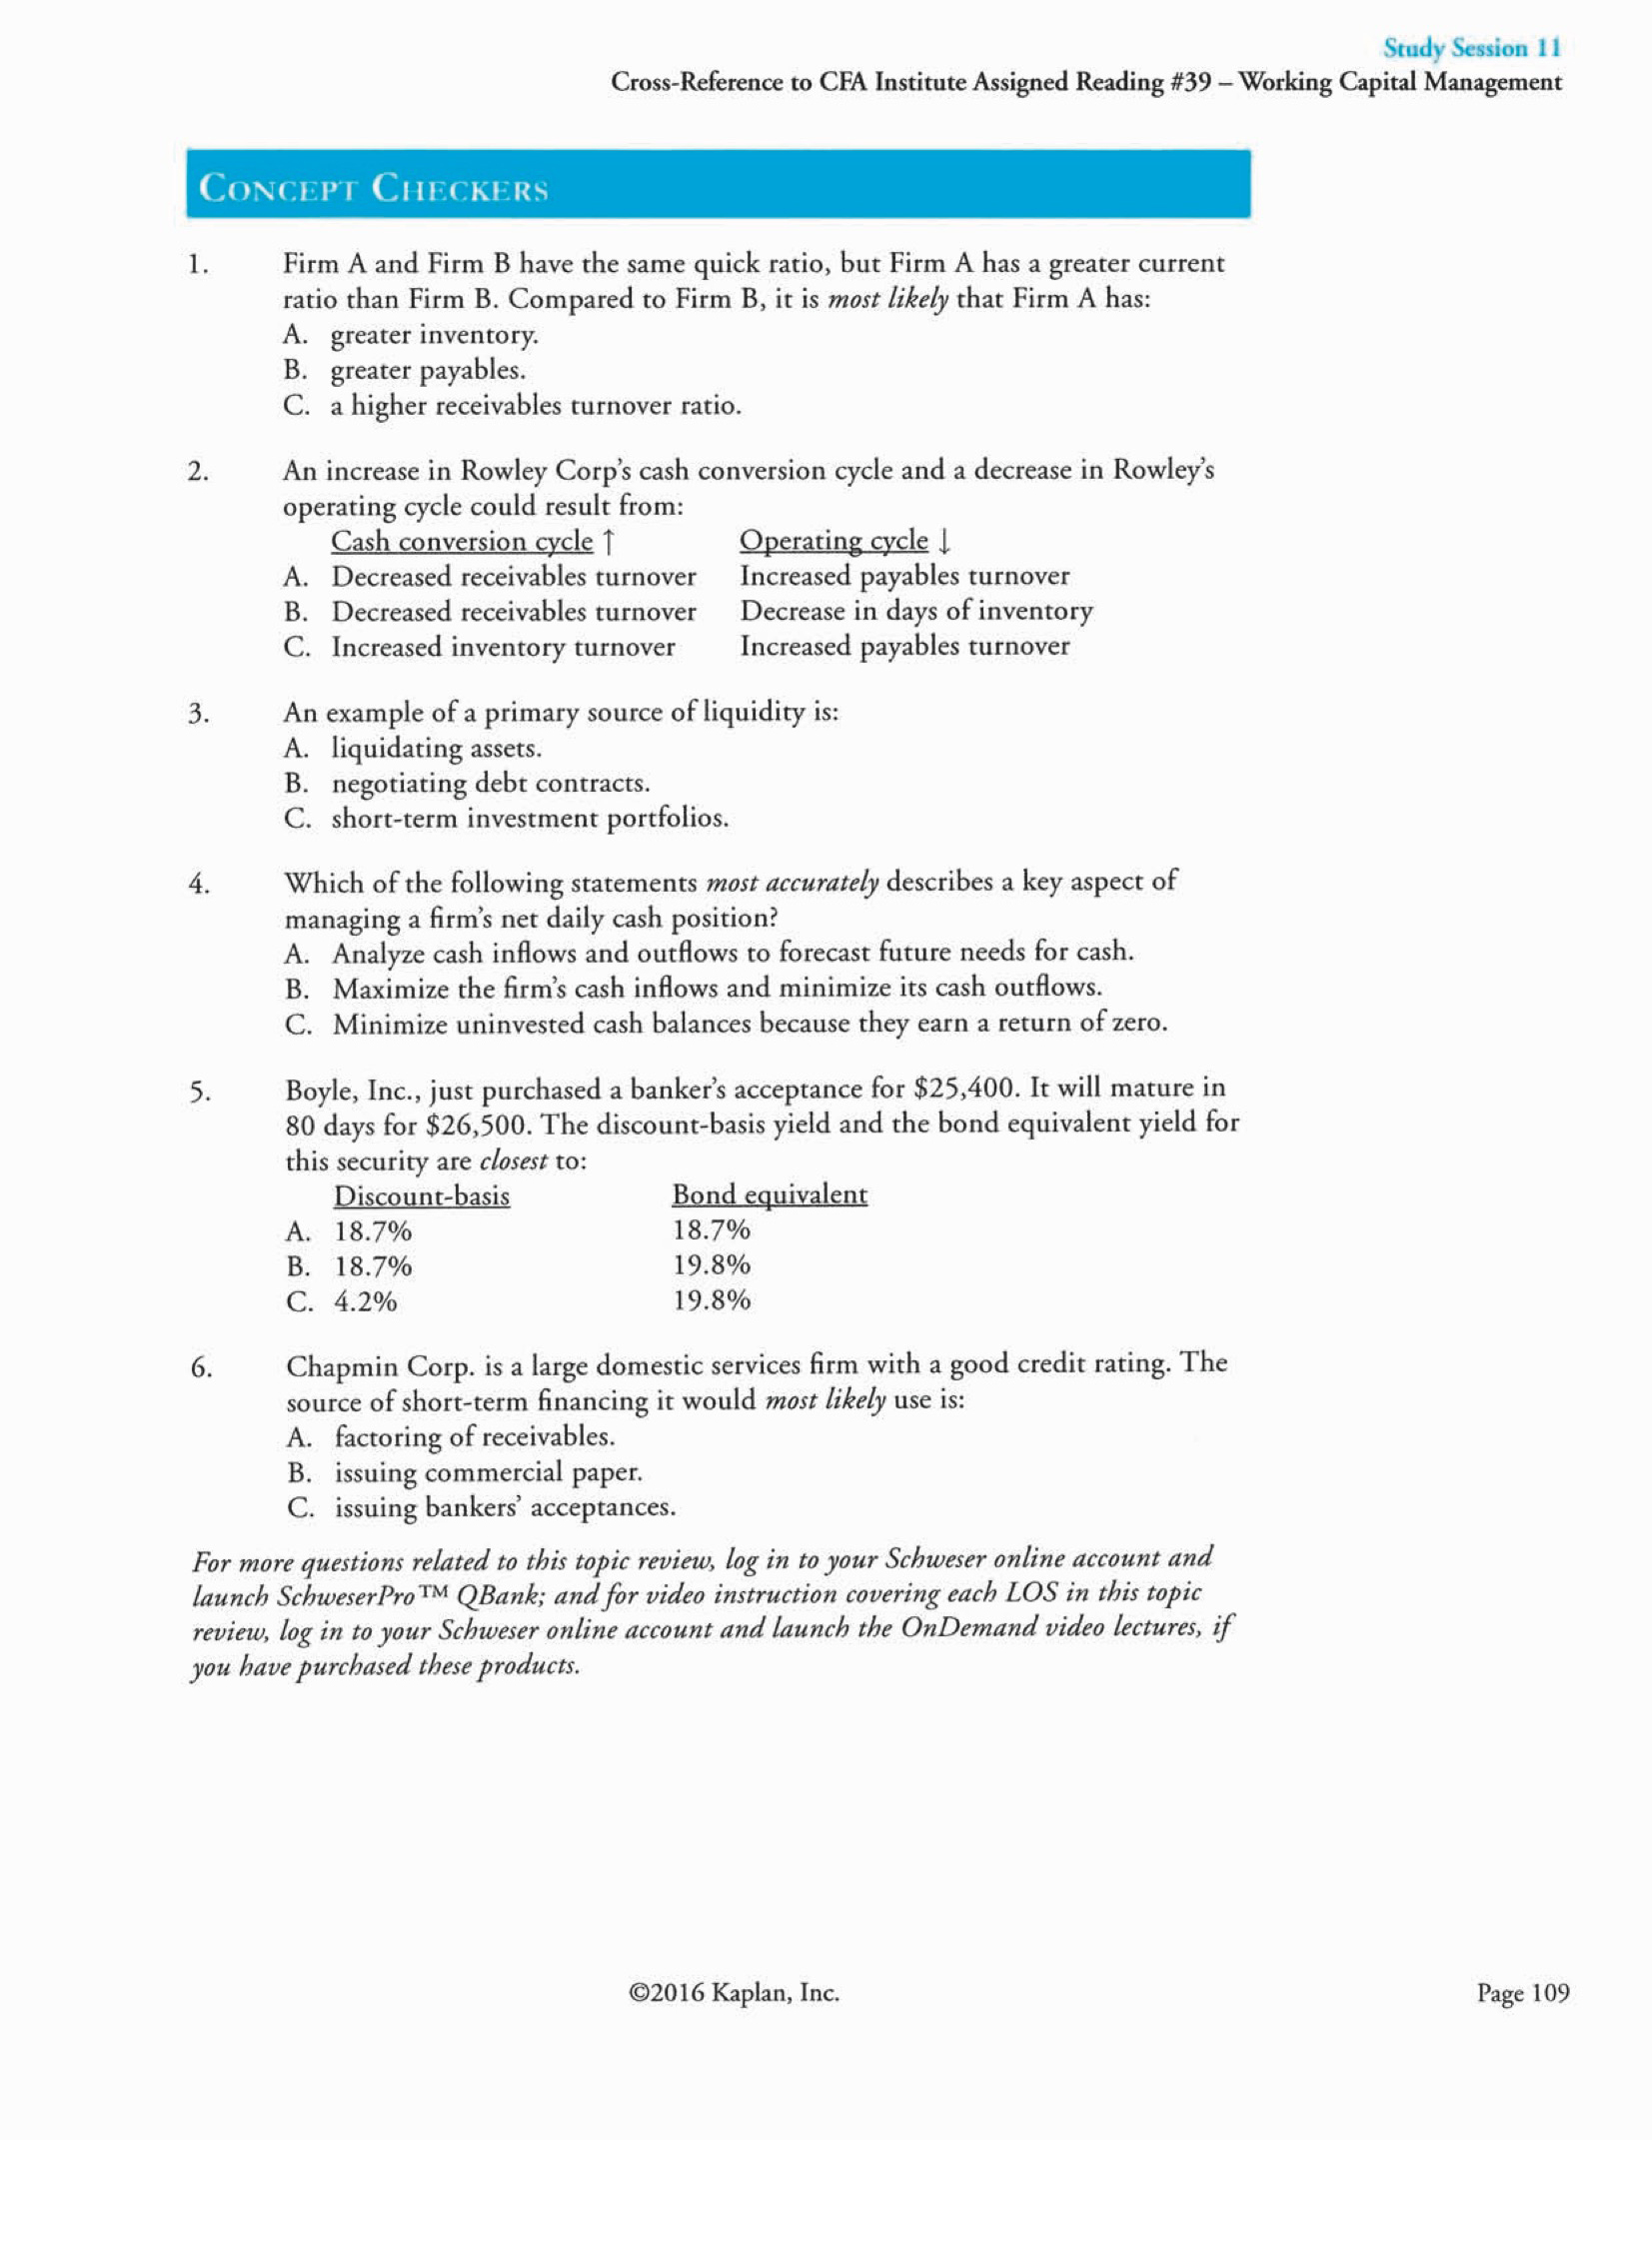 Study Session 11
Cross-Reference to CFA Institute Assigned Reading #39 – Working Capital Management
CONCEPT CHECKERS
1. Firm A and Firm B have the same quick ratio, but Firm A has a greater current
ratio than Firm B. Compared to Firm B, it is most likely that Firm A has:
A. greater inventory.
B. greater payables.
C. a higher receivables turnover ratio.
2. An increase in Rowley Corp's cash conversion cycle and a decrease in Rowley's
operating cycle could result from:
Cash conversion cycle ↑ Operating cycle ↓
A. Decreased receivables turnover Increased payables turnover
B. Decreased receivables turnover Decrease in days of inventory
C. Increased inventory turnover Increased payables turnover
3. An example of a primary source of liquidity is:
A. liquidating assets.
B. negotiating debt contracts.
C. short-term investment portfolios.
4. Which of the following statements most accurately describes a key aspect of
managing a firm's net daily cash position?
A. Analyze cash inflows and outflows to forecast future needs for cash.
B. Maximize the firm's cash inflows and minimize its cash outflows.
C. Minimize uninvested cash balances because they earn a return of zero.
5. Boyle, Inc., just purchased a banker's acceptance for $25,400. It will mature in
80 days for $26,500. The discount-basis yield and the bond equivalent yield for
this security are closest to:
Discount-basis Bond equivalent
A. 18.7% 18.7%
B. 18.7% 19.8%
C. 4.2% 19.8%
6. Chapmin Corp. is a large domestic services firm with a good credit rating. The
source of short-term financing it would most likely use is:
A. factoring of receivables.
B. issuing commercial paper.
C. issuing bankers' acceptances.
For more questions related to this topic review, log in to your Schweser online account and
launch SchweserPro™ QBank; and for video instruction covering each LOS in this topic
review, log in to your Schweser online account and launch the OnDemand video lectures, if
you have purchased these products.
©2016 Kaplan, Inc. Page 109